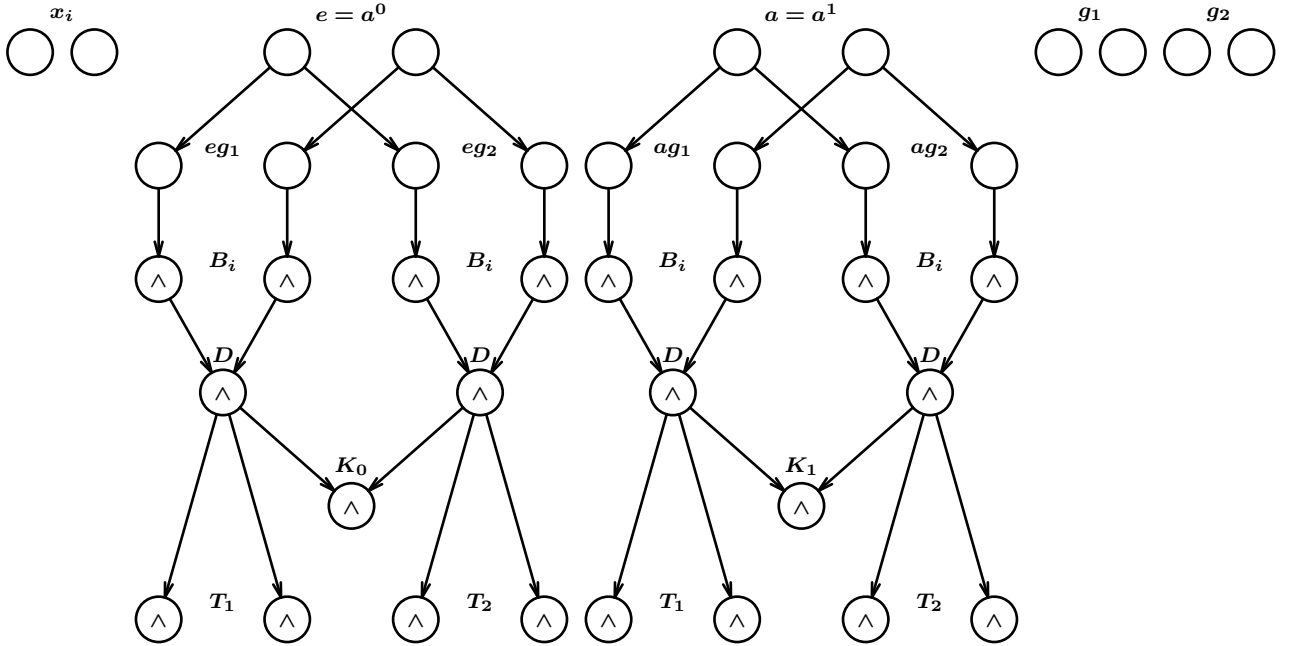 $x_i$ $e = a^0$ $a = a^1$ $g_1$ $g_2$
$eg_1$ $eg_2$ $ag_1$ $ag_2$
$B_i$ $B_i$ $B_i$ $B_i$
∧ ∧ ∧ ∧ ∧ ∧ ∧ ∧
$D$ $D$ $D$ $D$
∧ ∧ ∧ ∧
$K_0$ $K_1$
∧ ∧
$T_1$ $T_2$ $T_1$ $T_2$
∧ ∧ ∧ ∧ ∧ ∧ ∧ ∧